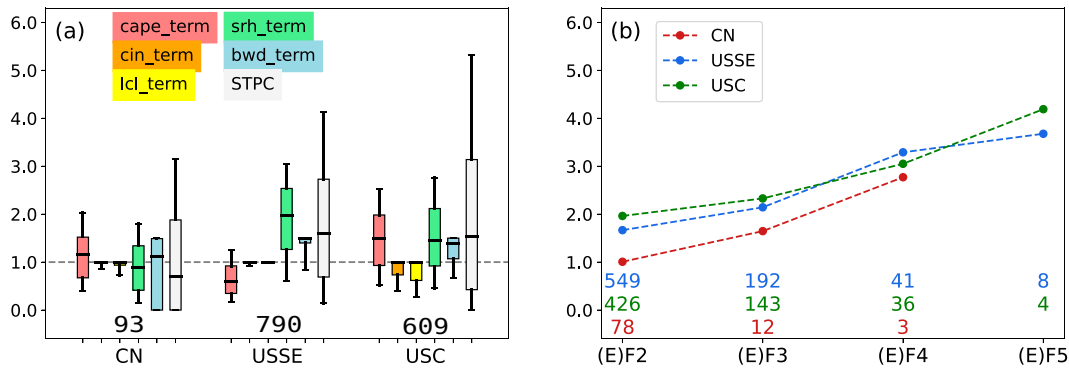 (a)
cape_term srh_term
cin_term bwd_term
lcl_term STPC
6.0
5.0
4.0
3.0
2.0
1.0
0.0
93 790 609
CN USSE USC
(b)
CN
USSE
USC
6.0
5.0
4.0
3.0
2.0
1.0
0.0
549 192 41 8
426 143 36 4
78 12 3
(E)F2 (E)F3 (E)F4 (E)F5